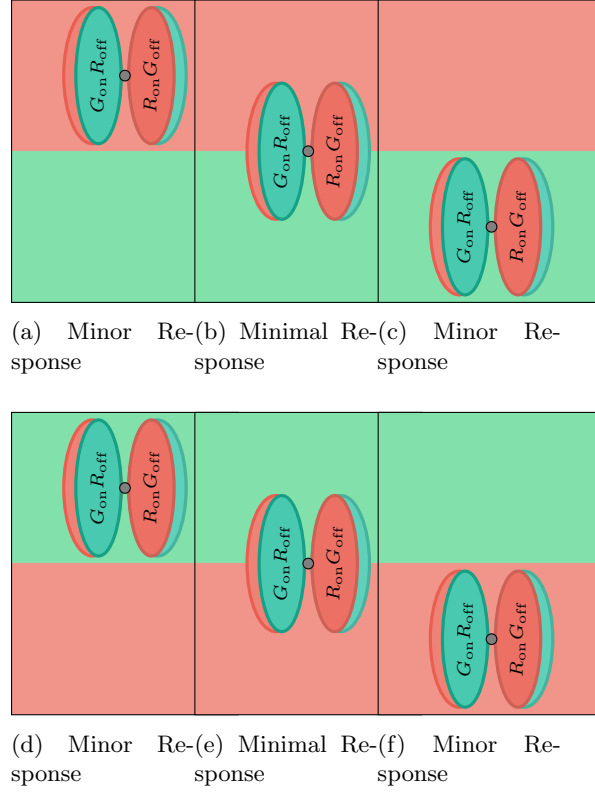 G_on R_off R_on G_off
G_on R_off R_on G_off
G_on R_off R_on G_off
(a) Minor Re-
sponse
(b) Minimal Re-
sponse
(c) Minor Re-
sponse
G_on R_off R_on G_off
G_on R_off R_on G_off
G_on R_off R_on G_off
(d) Minor Re-
sponse
(e) Minimal Re-
sponse
(f) Minor Re-
sponse